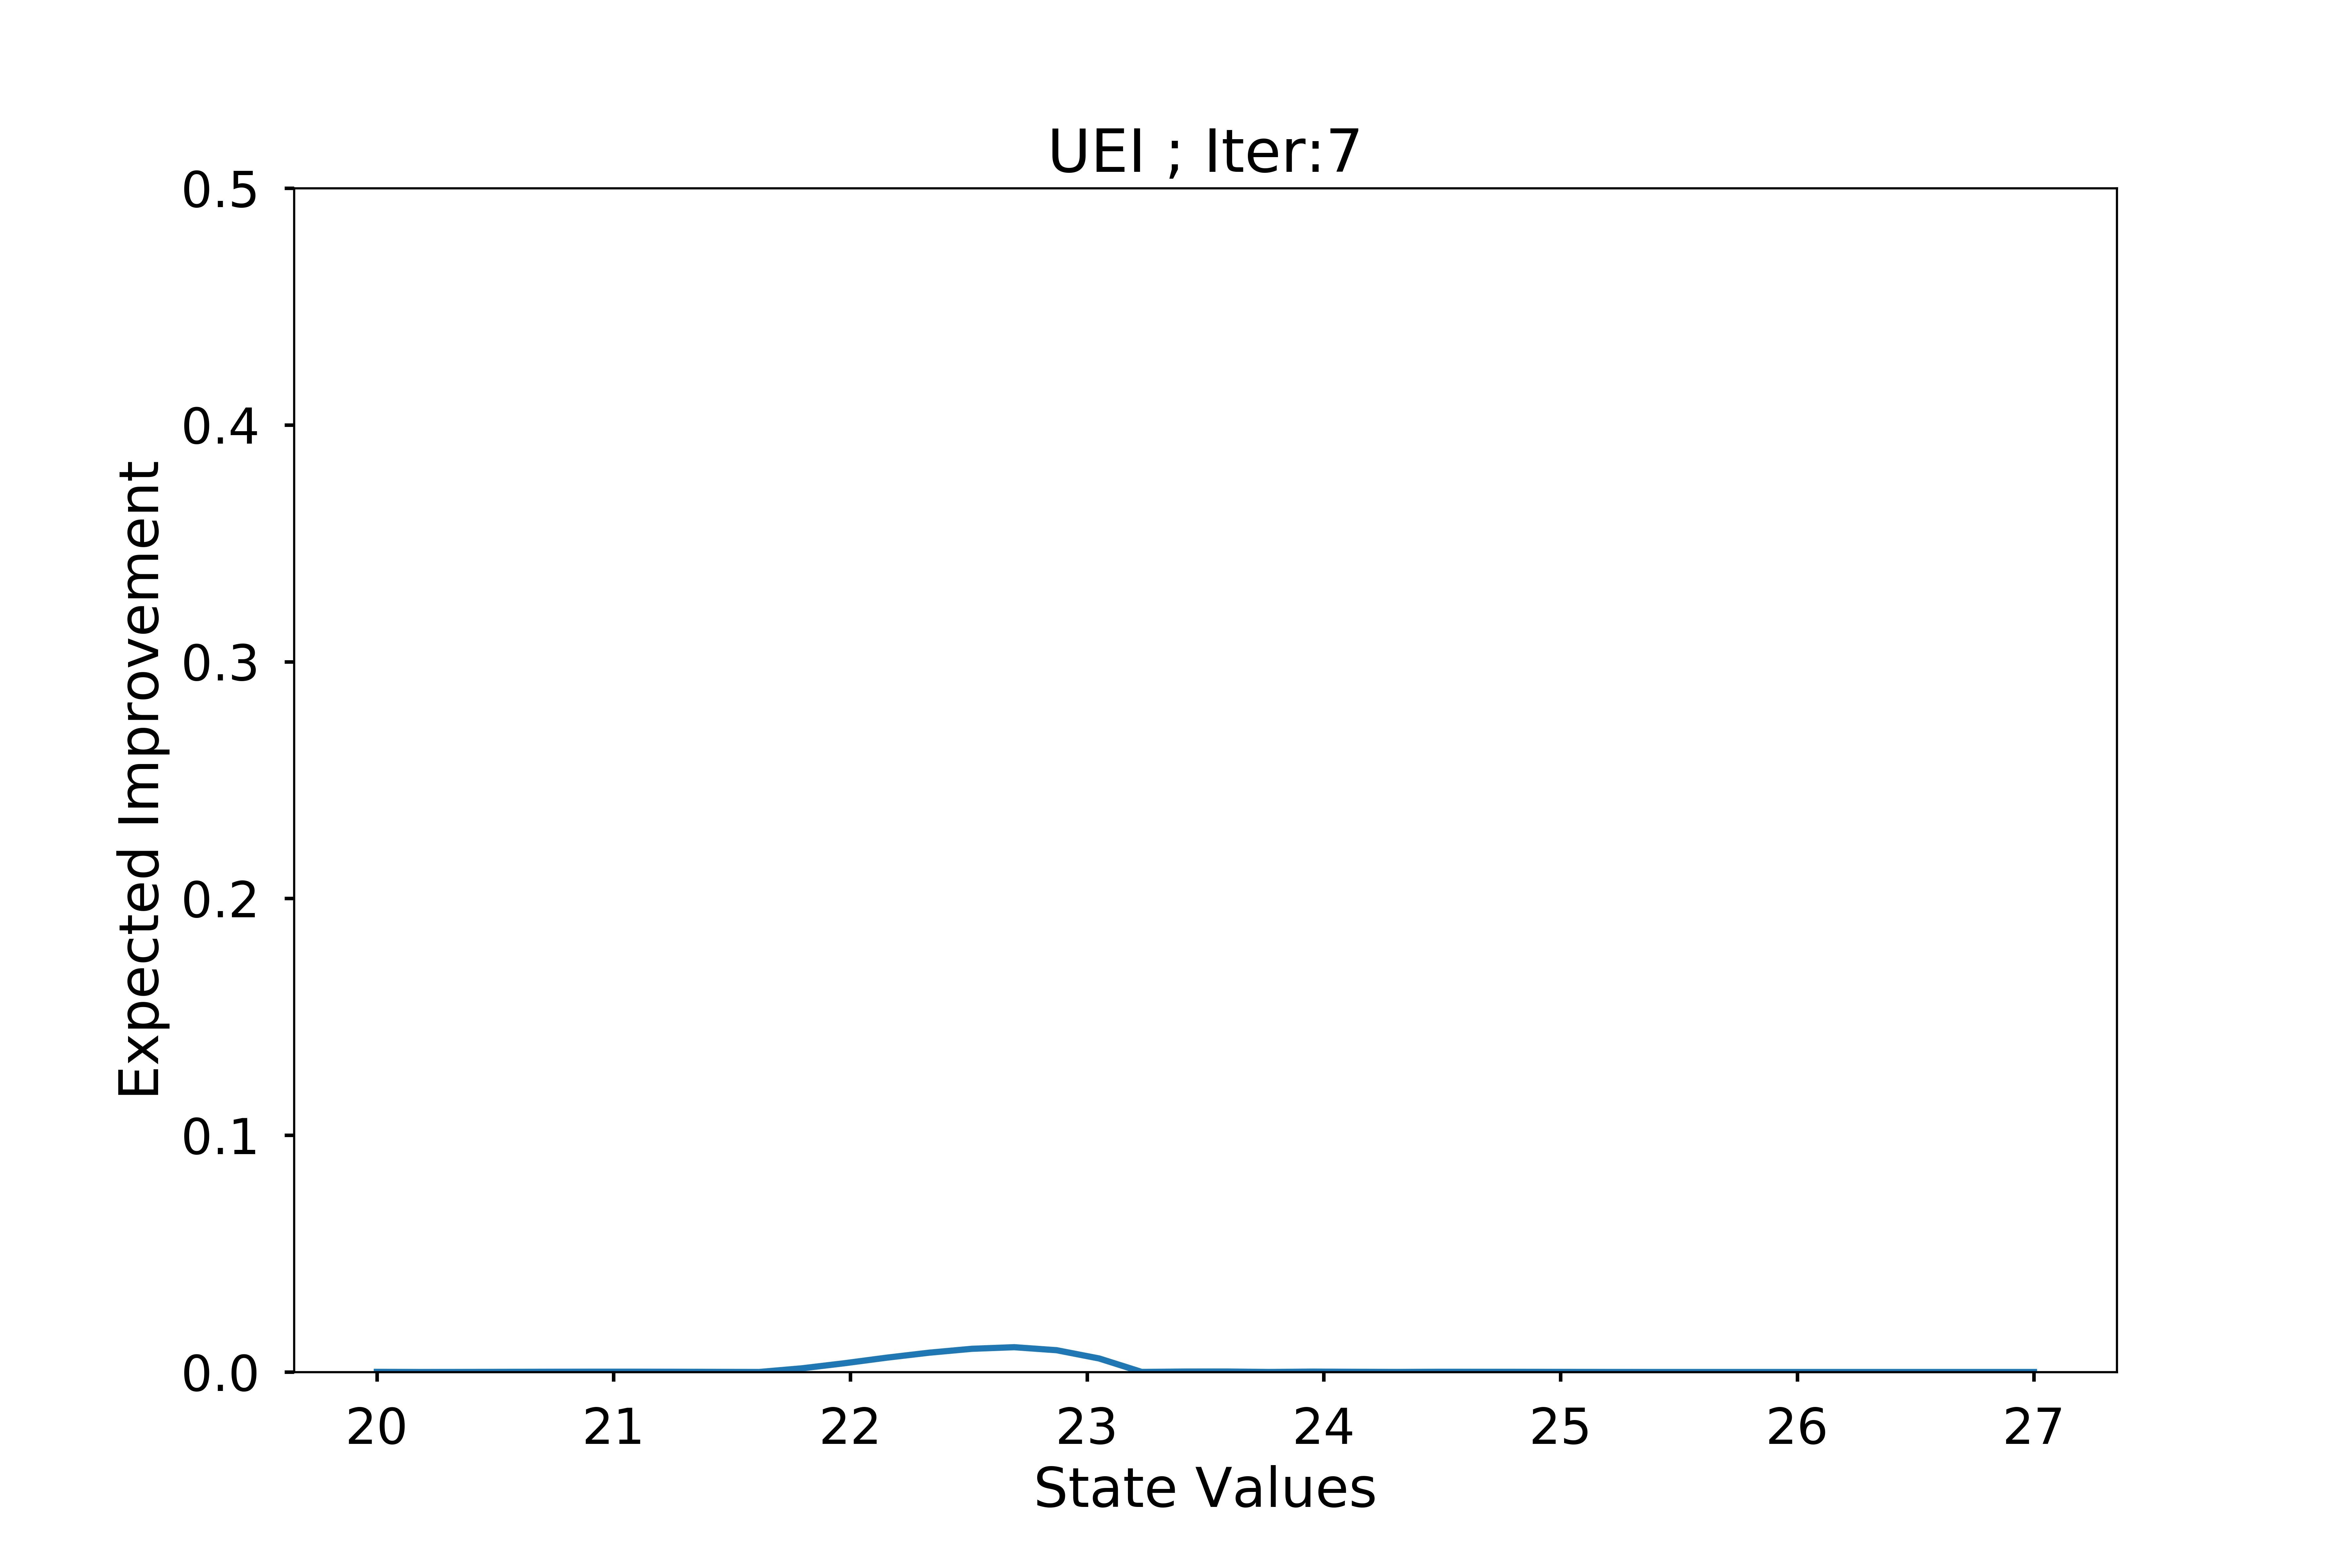 UEI ; Iter:7
0.5
0.4
0.3
0.2
0.1
0.0
Expected Improvement
20 21 22 23 24 25 26 27
State Values